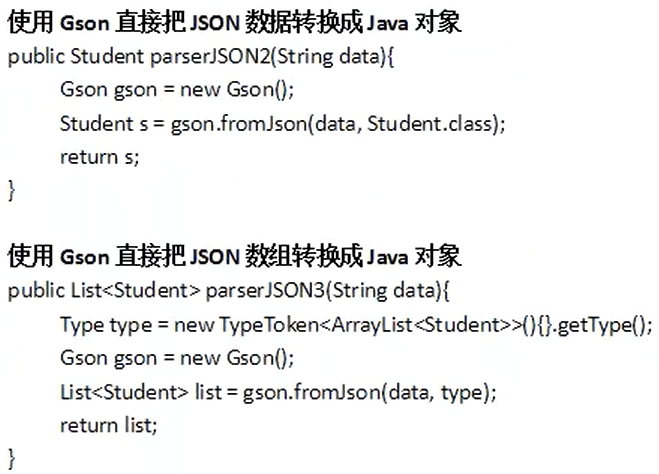 使用 Gson 直接把 JSON 数据转换成 Java 对象
public Student parserJSON2(String data){
Gson gson = new Gson();
Student s = gson.fromJson(data, Student.class);
return s;
}
使用 Gson 直接把 JSON 数组转换成 Java 对象
public List<Student> parserJSON3(String data){
Type type = new TypeToken<ArrayList<Student>>(){}.getType();
Gson gson = new Gson();
List<Student> list = gson.fromJson(data, type);
return list;
}